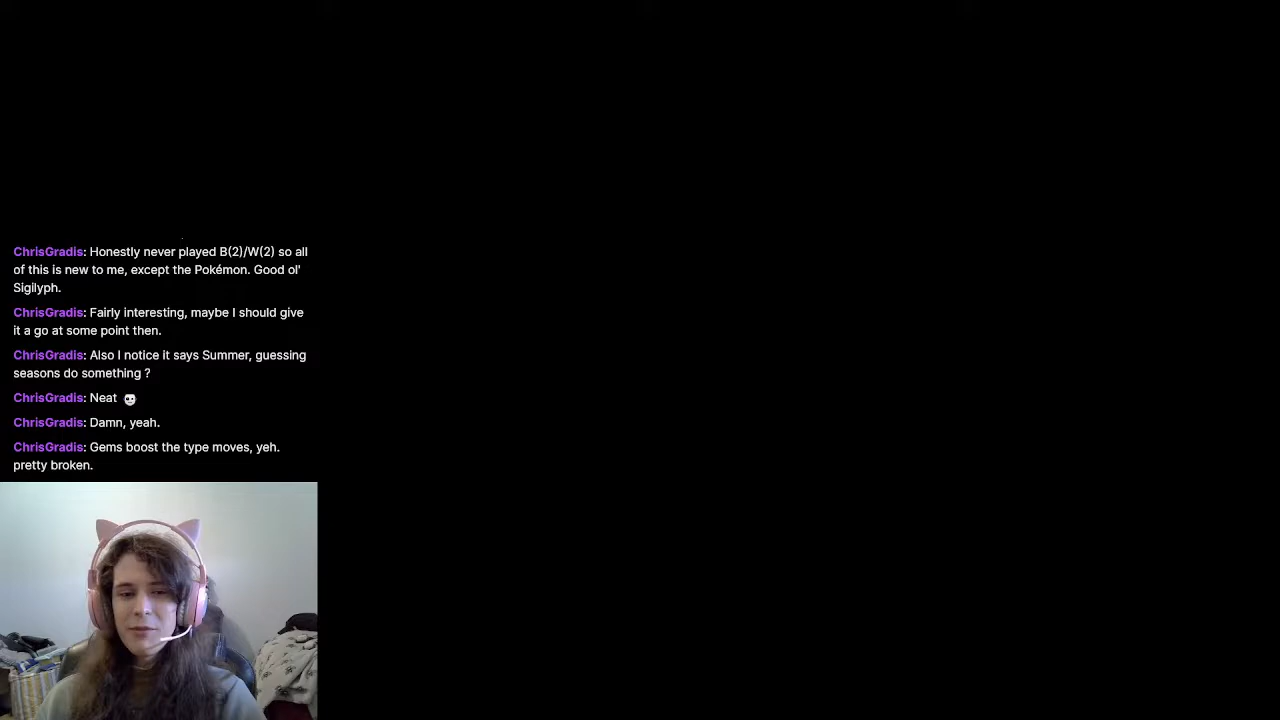 ChrisGradis: Honestly never played B(2)/W(2) so all
of this is new to me, except the Pokémon. Good ol'
Sigilyph.
ChrisGradis: Fairly interesting, maybe I should give
it a go at some point then.
ChrisGradis: Also I notice it says Summer, guessing
seasons do something ?
ChrisGradis: Neat
ChrisGradis: Damn, yeah.
ChrisGradis: Gems boost the type moves, yeh.
pretty broken.